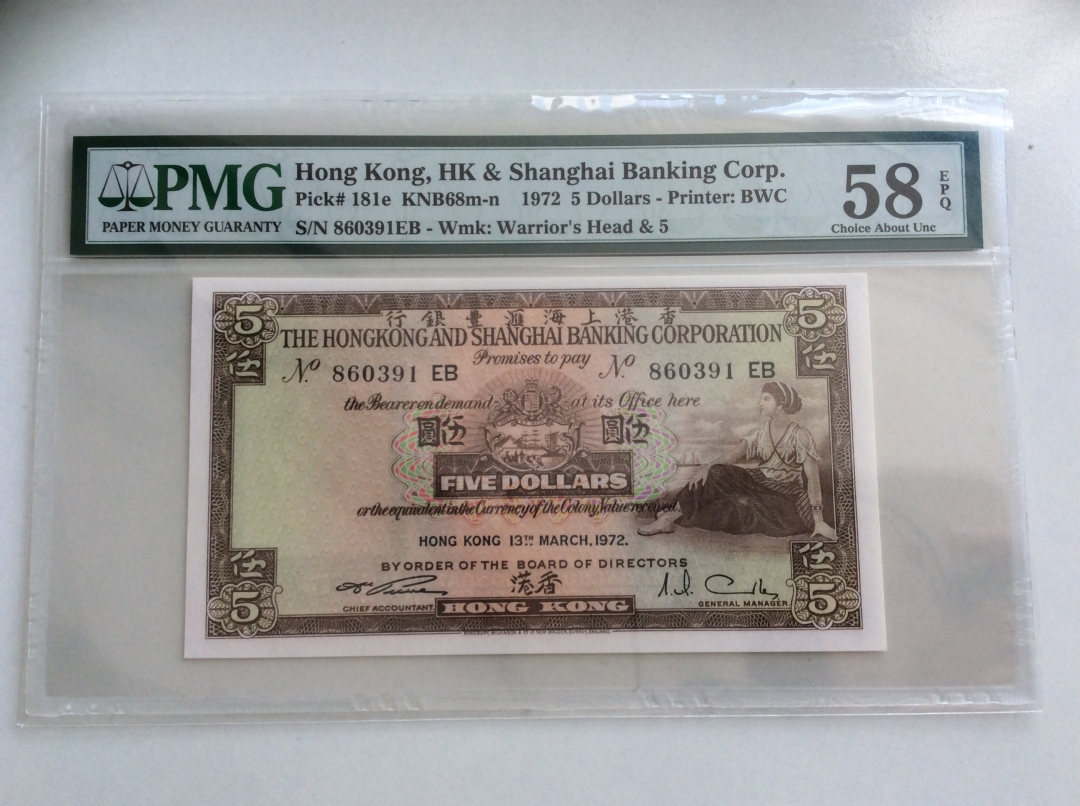 PMG
PAPER MONEY GUARANTY
Hong Kong, HK & Shanghai Banking Corp.
Pick# 181e KNB68m-n 1972 5 Dollars - Printer: BWC
S/N 860391EB - Wmk: Warrior's Head & 5
58 EPQ
Choice About Unc
5 行銀豐滙海上港香 5
伍 THE HONGKONG AND SHANGHAI BANKING CORPORATION 伍
Promises to pay
Nº 860391 EB Nº 860391 EB
the Bearer on demand at its Office here
圓伍 圓伍
FIVE DOLLARS
or the equivalent in the Currency of the Colony, Value received.
HONG KONG 13TH MARCH, 1972.
BY ORDER OF THE BOARD OF DIRECTORS
伍 港香 伍
5 CHIEF ACCOUNTANT. HONG KONG GENERAL MANAGER. 5